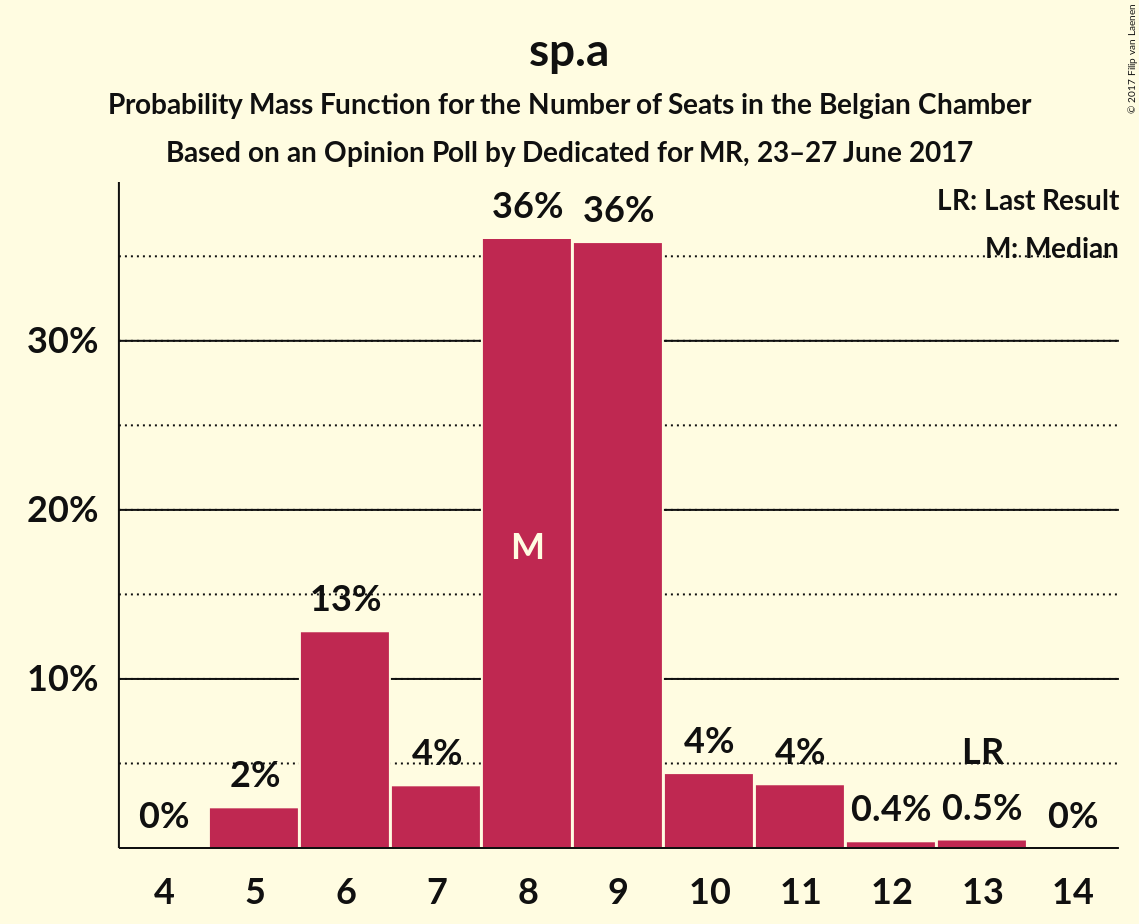 © 2017 Filip van Laenen
sp.a
Probability Mass Function for the Number of Seats in the Belgian Chamber
Based on an Opinion Poll by Dedicated for MR, 23–27 June 2017
LR: Last Result
M: Median
36% 36%
30%
20%
M
13%
10%
4% 4% 4% LR
2%
0% 0.4% 0.5% 0%
4 5 6 7 8 9 10 11 12 13 14